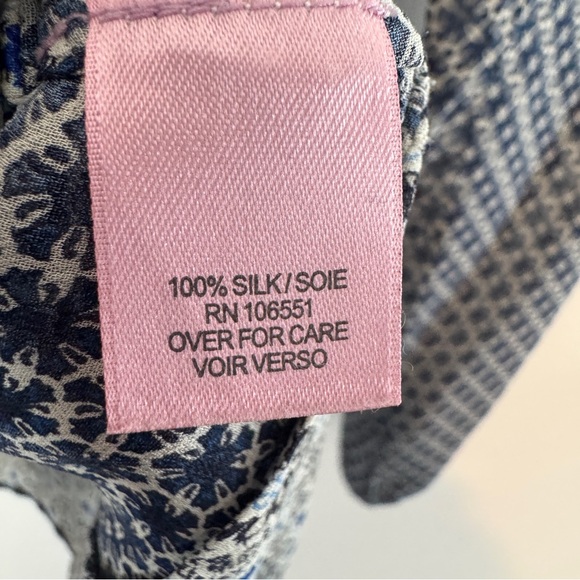 100% SILK/SOIE
RN 106551
OVER FOR CARE
VOIR VERSO